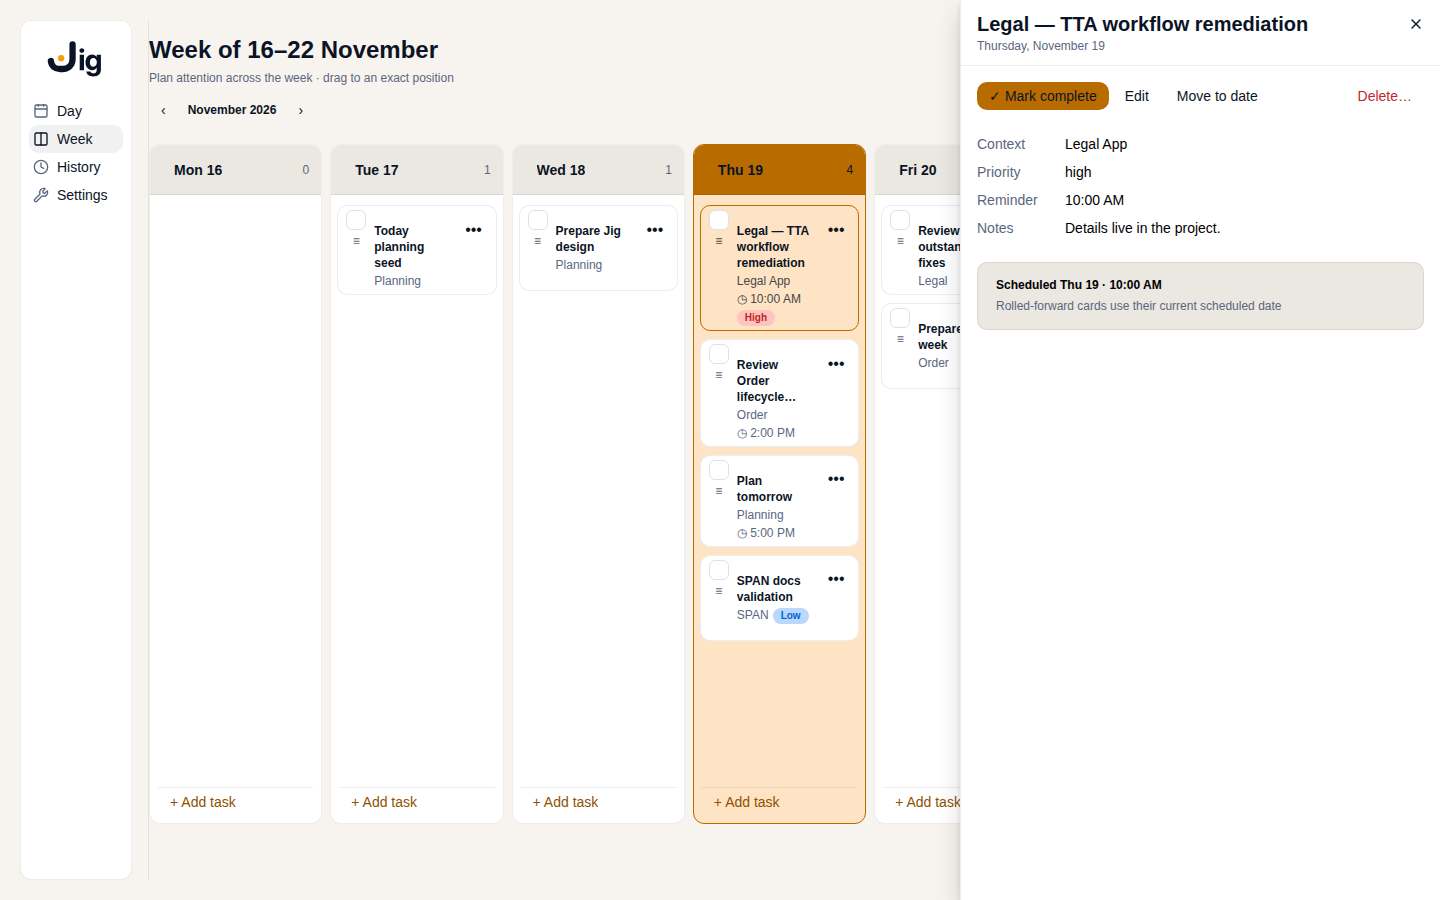 Jig
Day
Week
History
Settings
Week of 16–22 November
Plan attention across the week · drag to an exact position
‹ November 2026 ›
Mon 16 0
+ Add task
Tue 17 1
Today
planning
seed
•••
Planning
+ Add task
Wed 18 1
Prepare Jig
design
•••
Planning
+ Add task
Thu 19 4
Legal — TTA
workflow
remediation
•••
Legal App
10:00 AM
High
Review
Order
lifecycle…
•••
Order
2:00 PM
Plan
tomorrow
•••
Planning
5:00 PM
SPAN docs
validation
•••
SPAN Low
+ Add task
Fri 20
Review
outstan
fixes
Legal
Prepare
week
Order
+ Add task
Legal — TTA workflow remediation
×
Thursday, November 19
✓ Mark complete Edit Move to date Delete…
Context Legal App
Priority high
Reminder 10:00 AM
Notes Details live in the project.
Scheduled Thu 19 · 10:00 AM
Rolled-forward cards use their current scheduled date